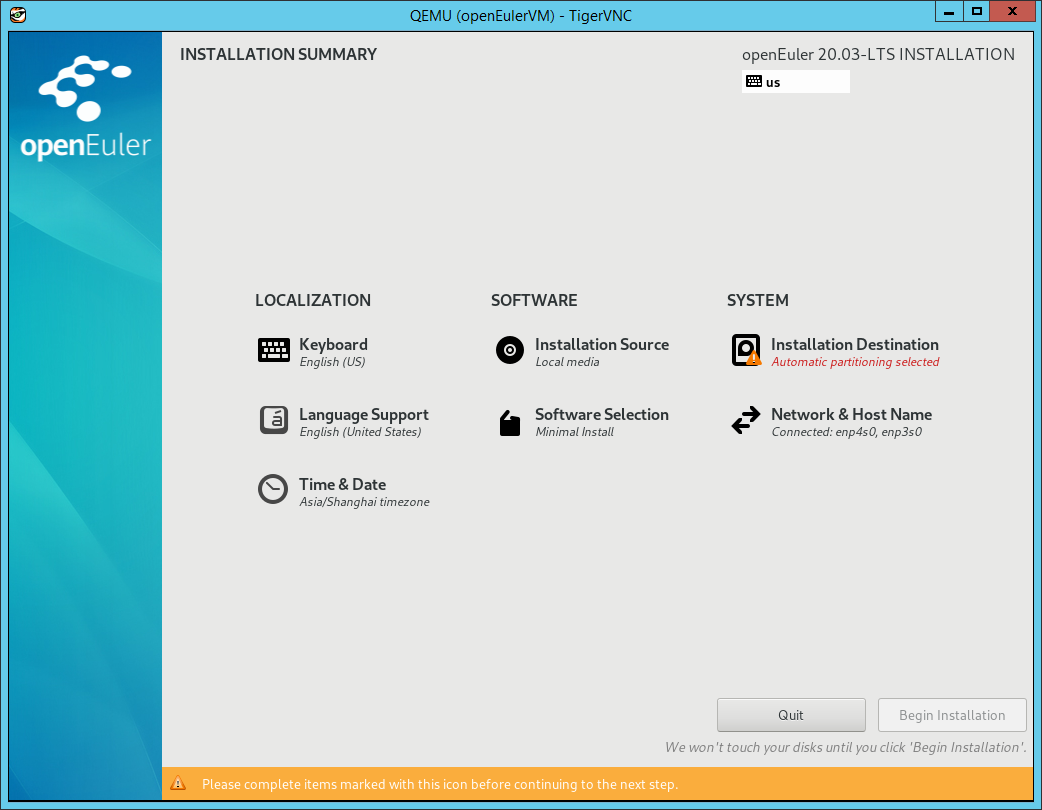 QEMU (openEulerVM) - TigerVNC
openEuler
INSTALLATION SUMMARY
openEuler 20.03-LTS INSTALLATION
us
LOCALIZATION
Keyboard
English (US)
Language Support
English (United States)
Time & Date
Asia/Shanghai timezone
SOFTWARE
Installation Source
Local media
Software Selection
Minimal Install
SYSTEM
Installation Destination
Automatic partitioning selected
Network & Host Name
Connected: enp4s0, enp3s0
Quit
Begin Installation
We won't touch your disks until you click 'Begin Installation'.
Please complete items marked with this icon before continuing to the next step.